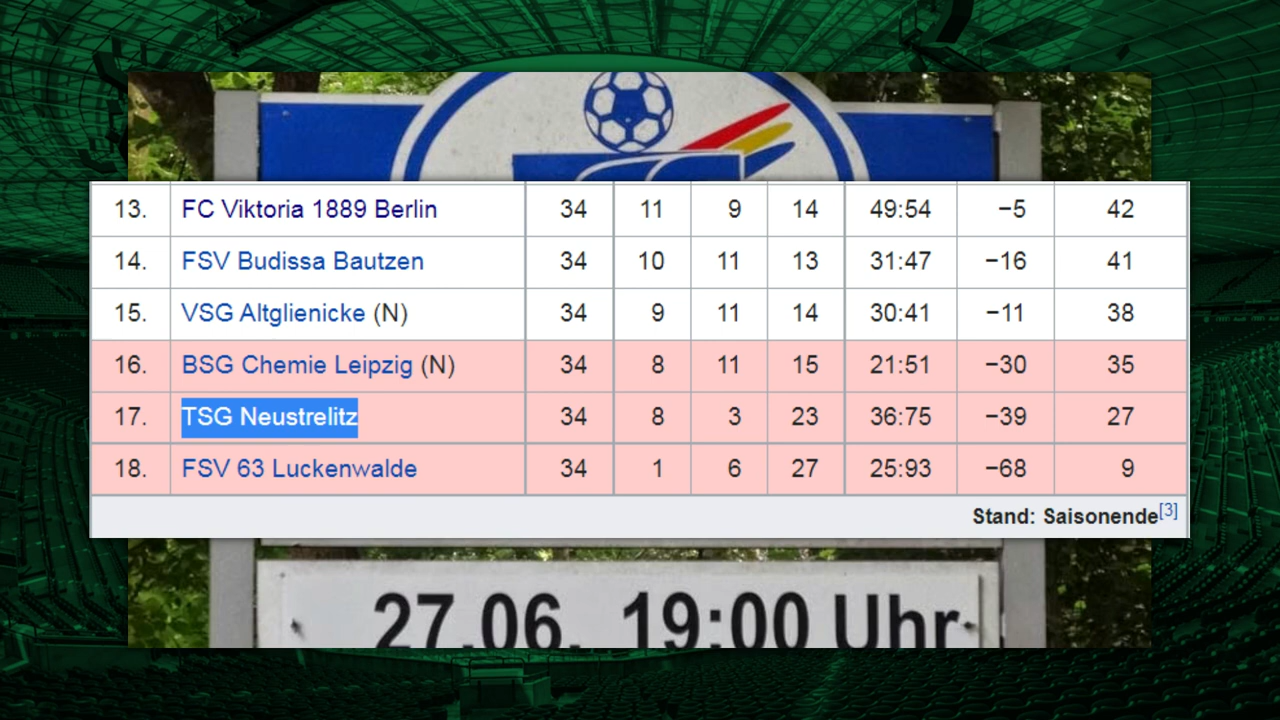 13. FC Viktoria 1889 Berlin 34 11 9 14 49:54 −5 42
14. FSV Budissa Bautzen 34 10 11 13 31:47 −16 41
15. VSG Altglienicke (N) 34 9 11 14 30:41 −11 38
16. BSG Chemie Leipzig (N) 34 8 11 15 21:51 −30 35
17. TSG Neustrelitz 34 8 3 23 36:75 −39 27
18. FSV 63 Luckenwalde 34 1 6 27 25:93 −68 9
Stand: Saisonende[3]
27.06. 19:00 Uhr